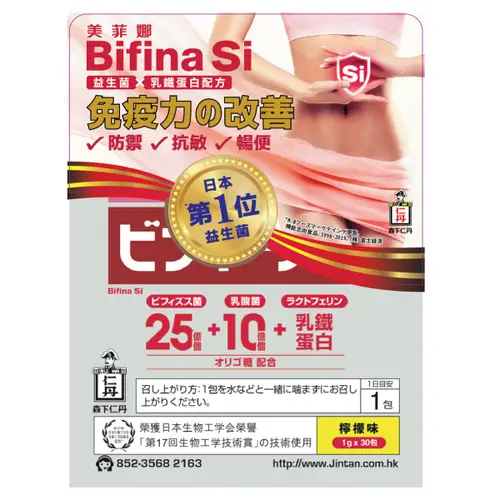 美菲娜
Bifina Si
益生菌×乳鐵蛋白配方
免疫力の改善
✓防禦 ✓抗敏 ✓暢便
Si
日本
第1位
益生菌
仁丹
森下仁丹
Bifina Si
ビフィズス菌
25億個
+
乳酸菌
10億個
+
ラクトフェリン
乳鐵
蛋白
オリゴ糖 配合
仁丹
森下仁丹
召し上がり方：1包を水などと一緒に噛まずにお召し
上がりください。
1日目安
1包
榮獲日本生物工学会榮譽
「第17回生物工学技術賞」の技術使用
檸檬味
1g x 30包
852-3568 2163
http://www.Jintan.com.hk